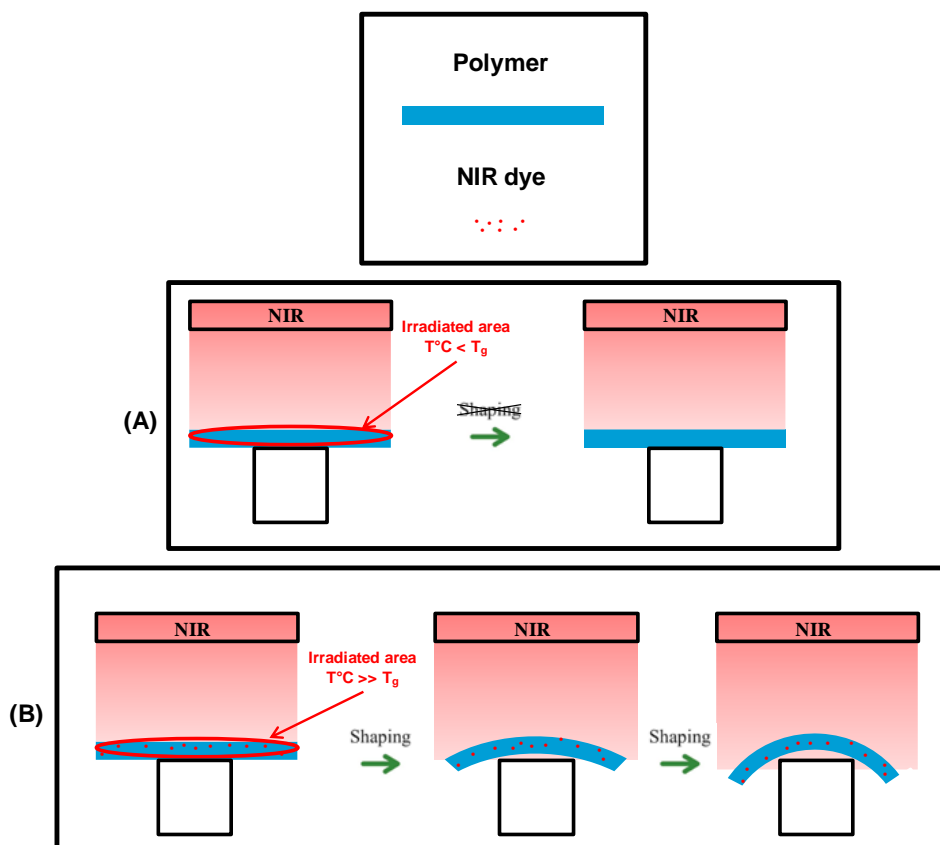 Polymer
NIR dye
NIR
Irradiated area
T°C < Tg
NIR
(A)
Shaping
NIR
Irradiated area
T°C >> Tg
NIR
NIR
(B)
Shaping
Shaping